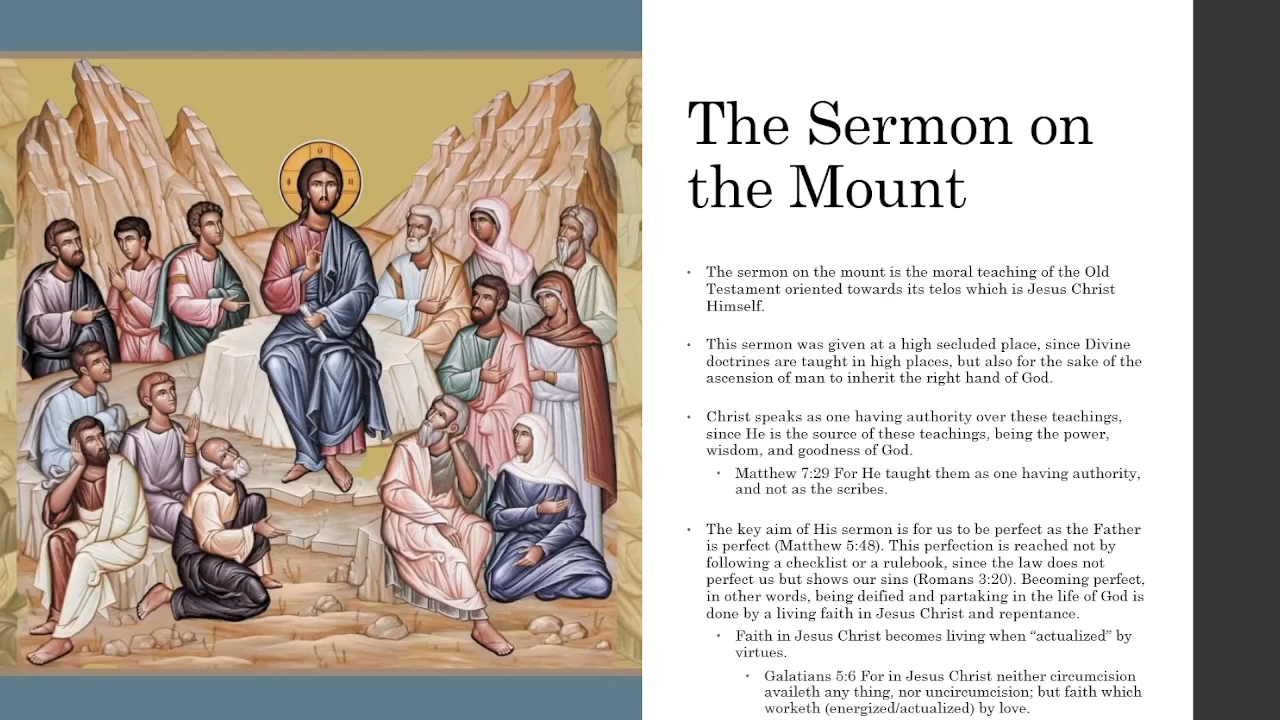 The Sermon on
the Mount
• The sermon on the mount is the moral teaching of the Old
Testament oriented towards its telos which is Jesus Christ
Himself.
• This sermon was given at a high secluded place, since Divine
doctrines are taught in high places, but also for the sake of the
ascension of man to inherit the right hand of God.
• Christ speaks as one having authority over these teachings,
since He is the source of these teachings, being the power,
wisdom, and goodness of God.
• Matthew 7:29 For He taught them as one having authority,
and not as the scribes.
• The key aim of His sermon is for us to be perfect as the Father
is perfect (Matthew 5:48). This perfection is reached not by
following a checklist or a rulebook, since the law does not
perfect us but shows our sins (Romans 3:20). Becoming perfect,
in other words, being deified and partaking in the life of God is
done by a living faith in Jesus Christ and repentance.
• Faith in Jesus Christ becomes living when “actualized” by
virtues.
• Galatians 5:6 For in Jesus Christ neither circumcision
availeth any thing, nor uncircumcision; but faith which
worketh (energized/actualized) by love.